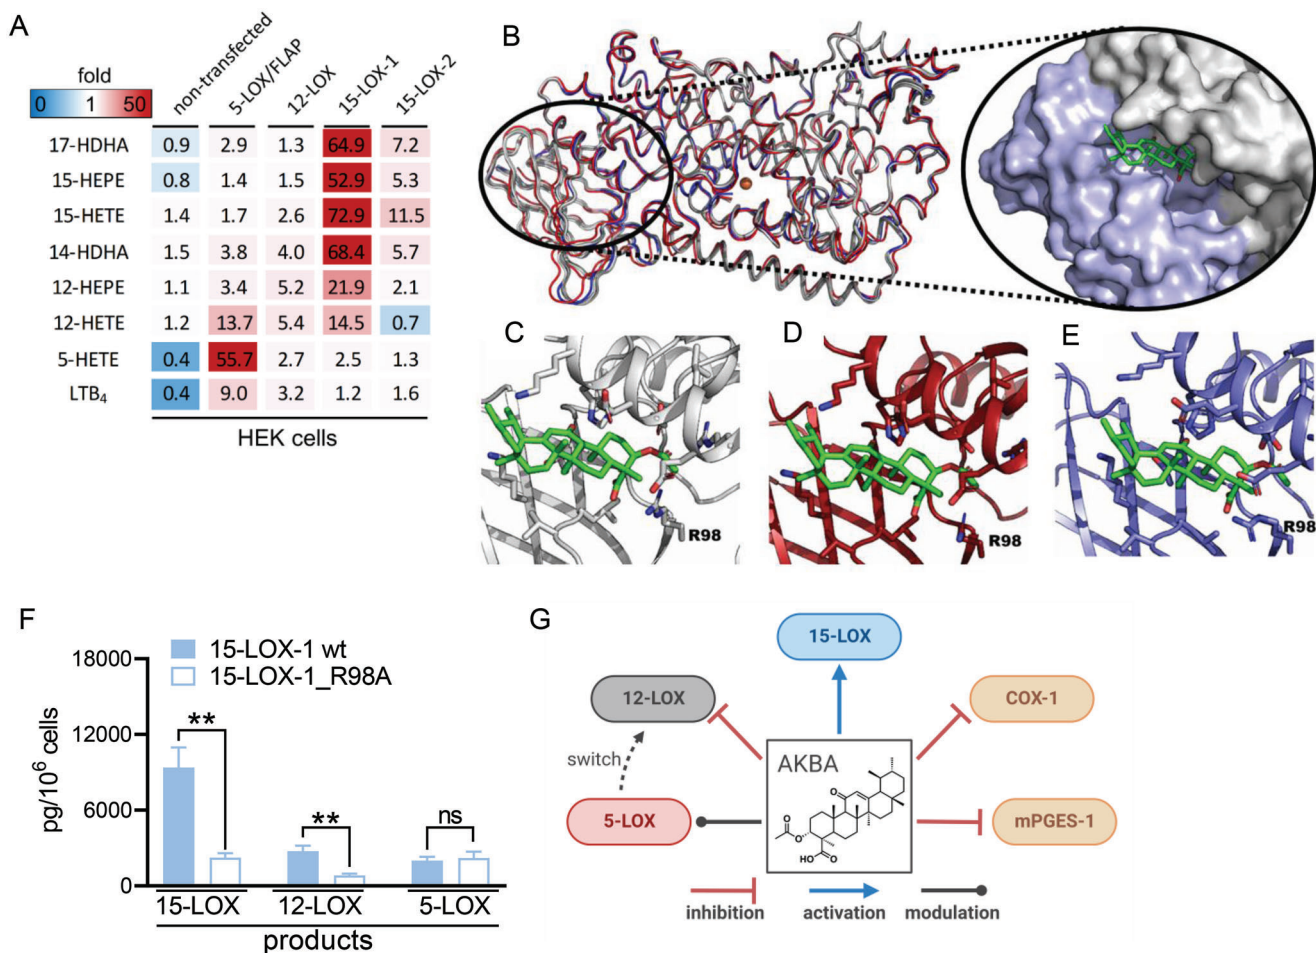 A
fold
0 1 50
non-transfected
5-LOX/FLAP
12-LOX
15-LOX-1
15-LOX-2
17-HDHA 0.9 2.9 1.3 64.9 7.2
15-HEPE 0.8 1.4 1.5 52.9 5.3
15-HETE 1.4 1.7 2.6 72.9 11.5
14-HDHA 1.5 3.8 4.0 68.4 5.7
12-HEPE 1.1 3.4 5.2 21.9 2.1
12-HETE 1.2 13.7 5.4 14.5 0.7
5-HETE 0.4 55.7 2.7 2.5 1.3
LTB4 0.4 9.0 3.2 1.2 1.6
HEK cells
B
C
R98
D
R98
E
R98
F
15-LOX-1 wt
15-LOX-1_R98A
pg/10^6 cells
18000
12000
6000
0
**
**
ns
15-LOX 12-LOX 5-LOX
products
G
15-LOX
12-LOX
COX-1
switch
AKBA
5-LOX
mPGES-1
O
O
O
HO
O
inhibition activation modulation